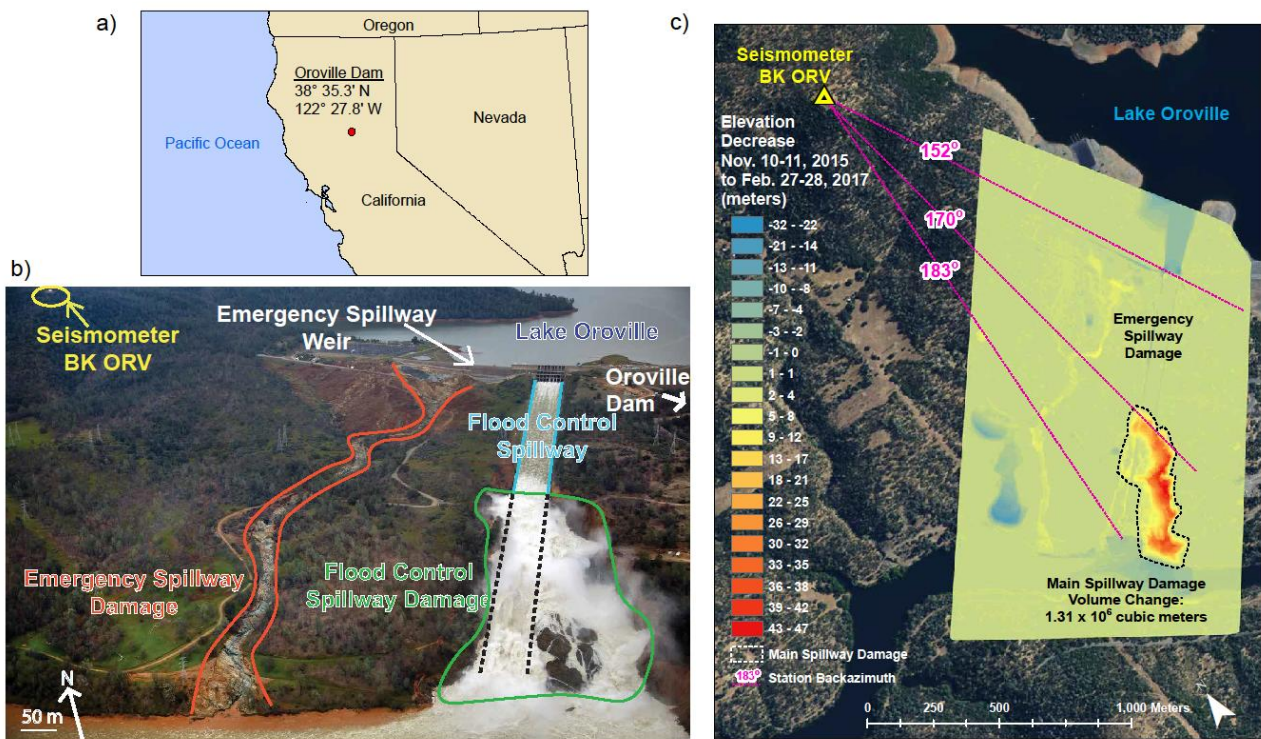 a)
Oregon
Oroville Dam
38° 35.3' N
122° 27.8' W
Nevada
Pacific Ocean
California
b)
Seismometer
BK ORV
Emergency Spillway
Weir
Lake Oroville
Oroville
Dam
Flood Control
Spillway
Emergency Spillway
Damage
Flood Control
Spillway Damage
N
50 m
c)
Seismometer
BK ORV
Lake Oroville
Elevation
Decrease
Nov. 10-11, 2015
to Feb. 27-28, 2017
(meters)
152°
170°
183°
-32 - -22
-21 - -14
-13 - -11
-10 - -8
-7 - -4
-3 - -2
-1 - 0
1 - 1
2 - 4
5 - 8
9 - 12
13 - 17
18 - 21
22 - 25
26 - 29
30 - 32
33 - 35
36 - 38
39 - 42
43 - 47
Emergency
Spillway
Damage
Main Spillway Damage
Volume Change:
1.31 x 10⁶ cubic meters
Main Spillway Damage
183° Station Backazimuth
0 250 500 1,000 Meters